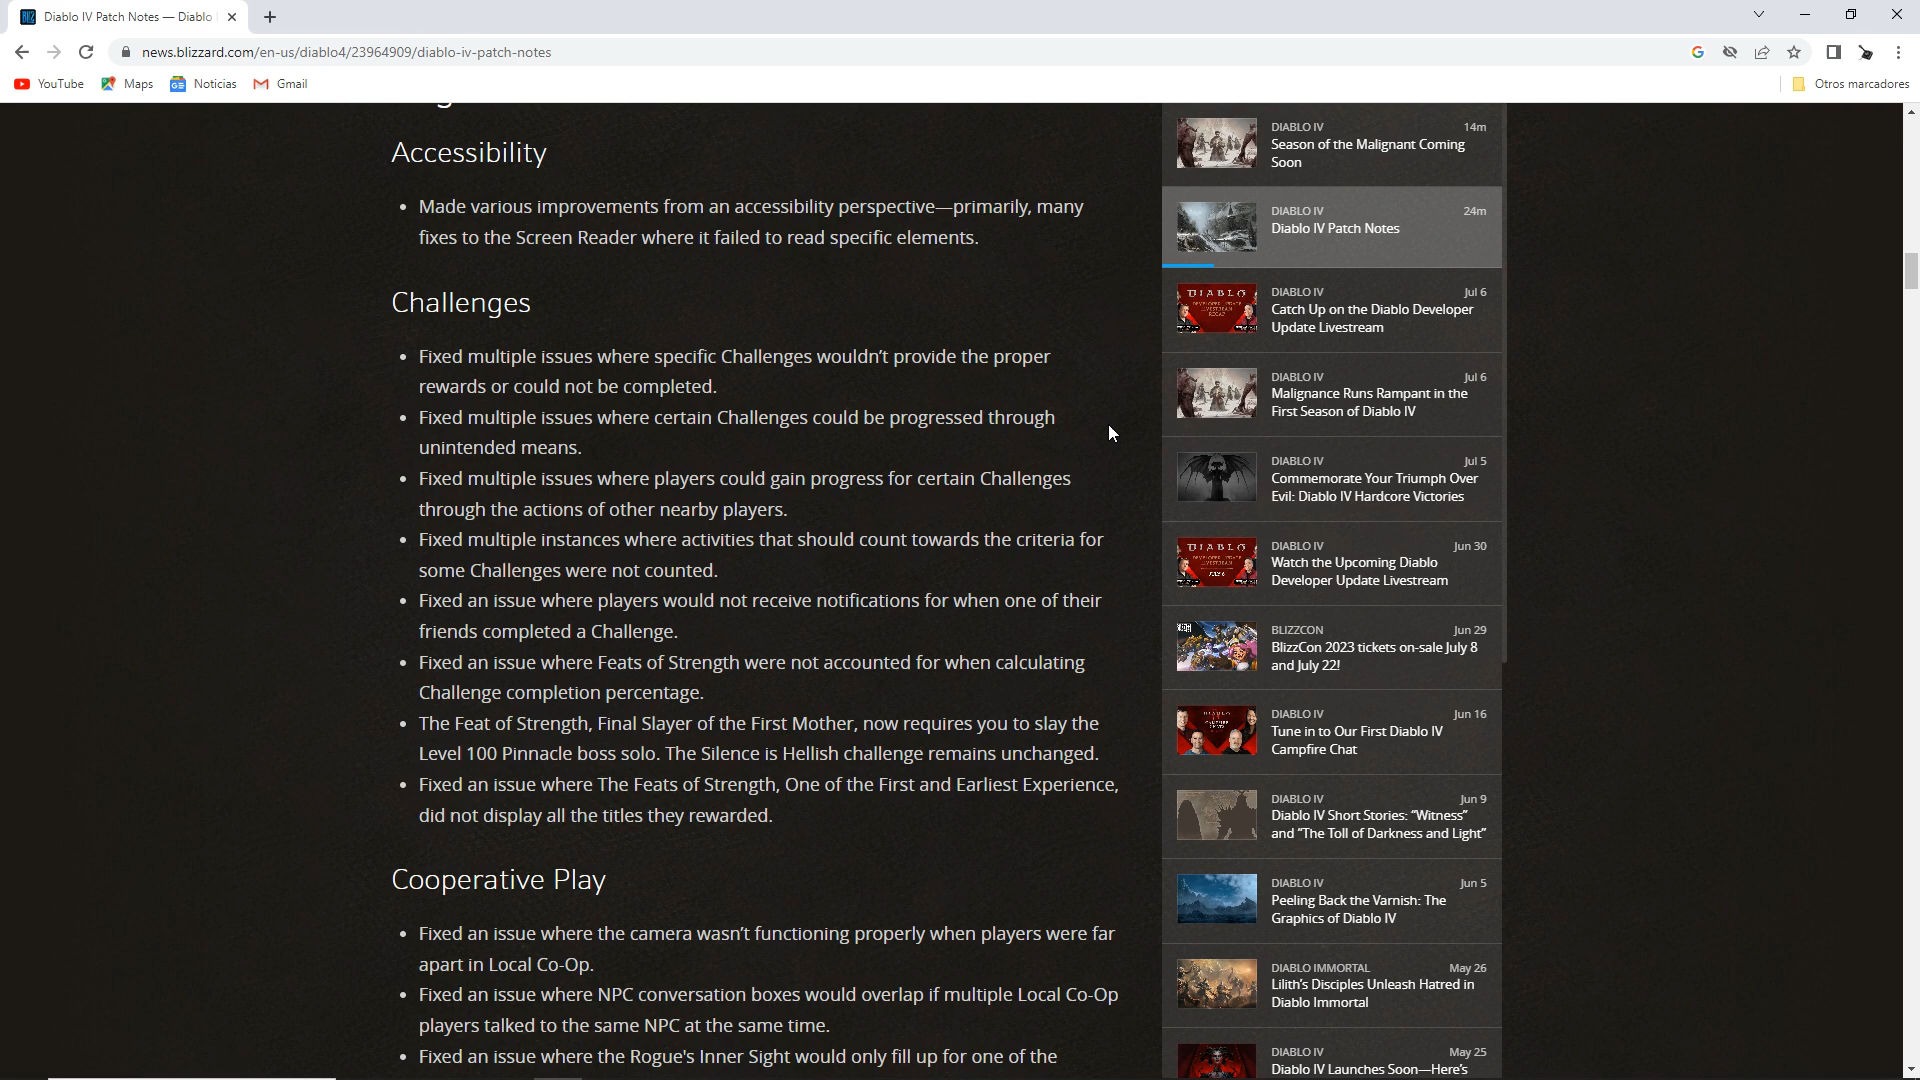 Diablo IV Patch Notes — Diablo
news.blizzard.com/en-us/diablo4/23964909/diablo-iv-patch-notes
YouTube
Maps
Noticias
Gmail
Otros marcadores
Accessibility
Made various improvements from an accessibility perspective—primarily, many
fixes to the Screen Reader where it failed to read specific elements.
Challenges
Fixed multiple issues where specific Challenges wouldn't provide the proper
rewards or could not be completed.
Fixed multiple issues where certain Challenges could be progressed through
unintended means.
Fixed multiple issues where players could gain progress for certain Challenges
through the actions of other nearby players.
Fixed multiple instances where activities that should count towards the criteria for
some Challenges were not counted.
Fixed an issue where players would not receive notifications for when one of their
friends completed a Challenge.
Fixed an issue where Feats of Strength were not accounted for when calculating
Challenge completion percentage.
The Feat of Strength, Final Slayer of the First Mother, now requires you to slay the
Level 100 Pinnacle boss solo. The Silence is Hellish challenge remains unchanged.
Fixed an issue where The Feats of Strength, One of the First and Earliest Experience,
did not display all the titles they rewarded.
Cooperative Play
Fixed an issue where the camera wasn't functioning properly when players were far
apart in Local Co-Op.
Fixed an issue where NPC conversation boxes would overlap if multiple Local Co-Op
players talked to the same NPC at the same time.
Fixed an issue where the Rogue's Inner Sight would only fill up for one of the
DIABLO IV 14m
Season of the Malignant Coming
Soon
DIABLO IV 24m
Diablo IV Patch Notes
DIABLO IV Jul 6
Catch Up on the Diablo Developer
Update Livestream
DIABLO IV Jul 6
Malignance Runs Rampant in the
First Season of Diablo IV
DIABLO IV Jul 5
Commemorate Your Triumph Over
Evil: Diablo IV Hardcore Victories
DIABLO IV Jun 30
Watch the Upcoming Diablo
Developer Update Livestream
BLIZZCON Jun 29
BlizzCon 2023 tickets on-sale July 8
and July 22!
DIABLO IV Jun 16
Tune in to Our First Diablo IV
Campfire Chat
DIABLO IV Jun 9
Diablo IV Short Stories: “Witness”
and “The Toll of Darkness and Light”
DIABLO IV Jun 5
Peeling Back the Varnish: The
Graphics of Diablo IV
DIABLO IMMORTAL May 26
Lilith's Disciples Unleash Hatred in
Diablo Immortal
DIABLO IV May 25
Diablo IV Launches Soon—Here's